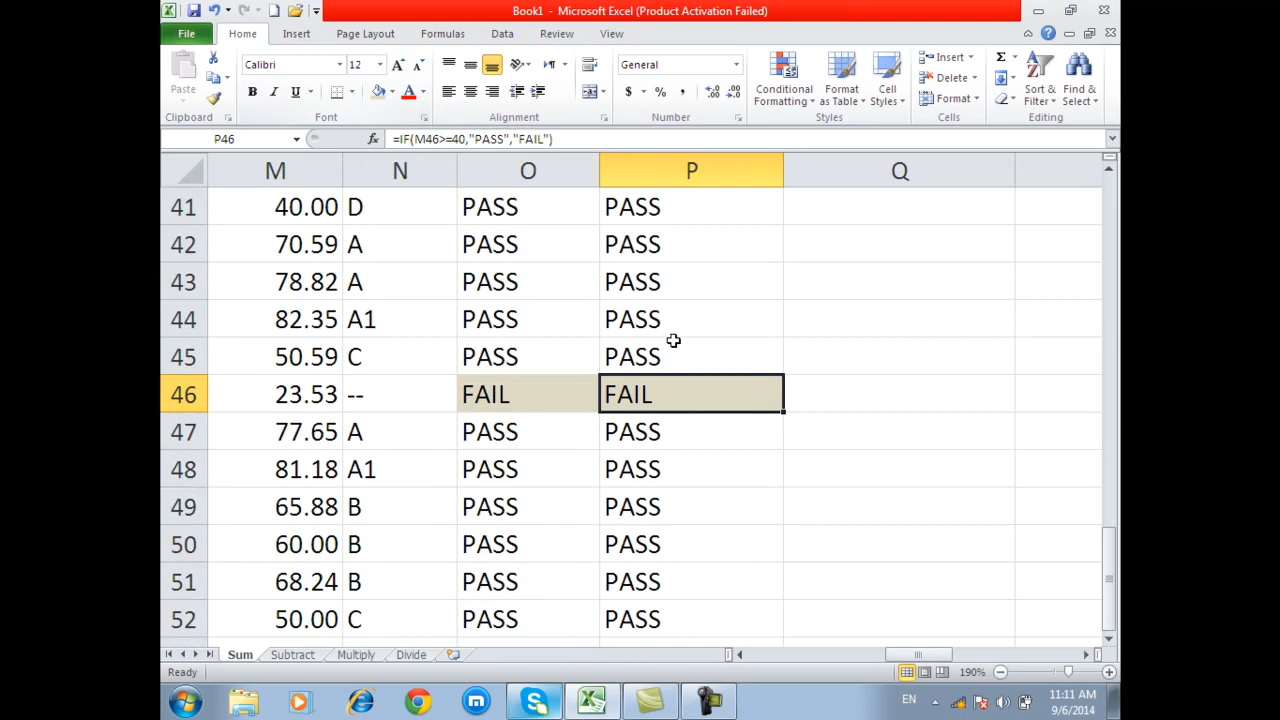 Book1 - Microsoft Excel (Product Activation Failed)
File Home Insert Page Layout Formulas Data Review View
Paste
Clipboard
Calibri 12
B I U A
Font
Alignment
General
$ % ,
Number
Conditional Formatting
Format as Table
Cell Styles
Styles
Insert
Delete
Format
Cells
Sort & Filter
Find & Select
Editing
P46 fx =IF(M46>=40,"PASS","FAIL")
M N O P Q
41 40.00 D PASS PASS
42 70.59 A PASS PASS
43 78.82 A PASS PASS
44 82.35 A1 PASS PASS
45 50.59 C PASS PASS
46 23.53 -- FAIL FAIL
47 77.65 A PASS PASS
48 81.18 A1 PASS PASS
49 65.88 B PASS PASS
50 60.00 B PASS PASS
51 68.24 B PASS PASS
52 50.00 C PASS PASS
Sum Subtract Multiply Divide
Ready 190%
EN 11:11 AM
9/6/2014